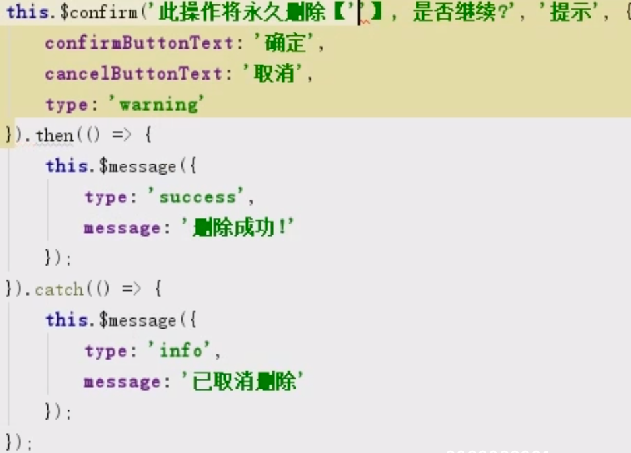 this.$confirm('此操作将永久删除【''】, 是否继续?', '提示', {
confirmButtonText: '确定',
cancelButtonText: '取消',
type: 'warning'
}).then(() => {
this.$message({
type: 'success',
message: '删除成功!'
});
}).catch(() => {
this.$message({
type: 'info',
message: '已取消删除'
});
});